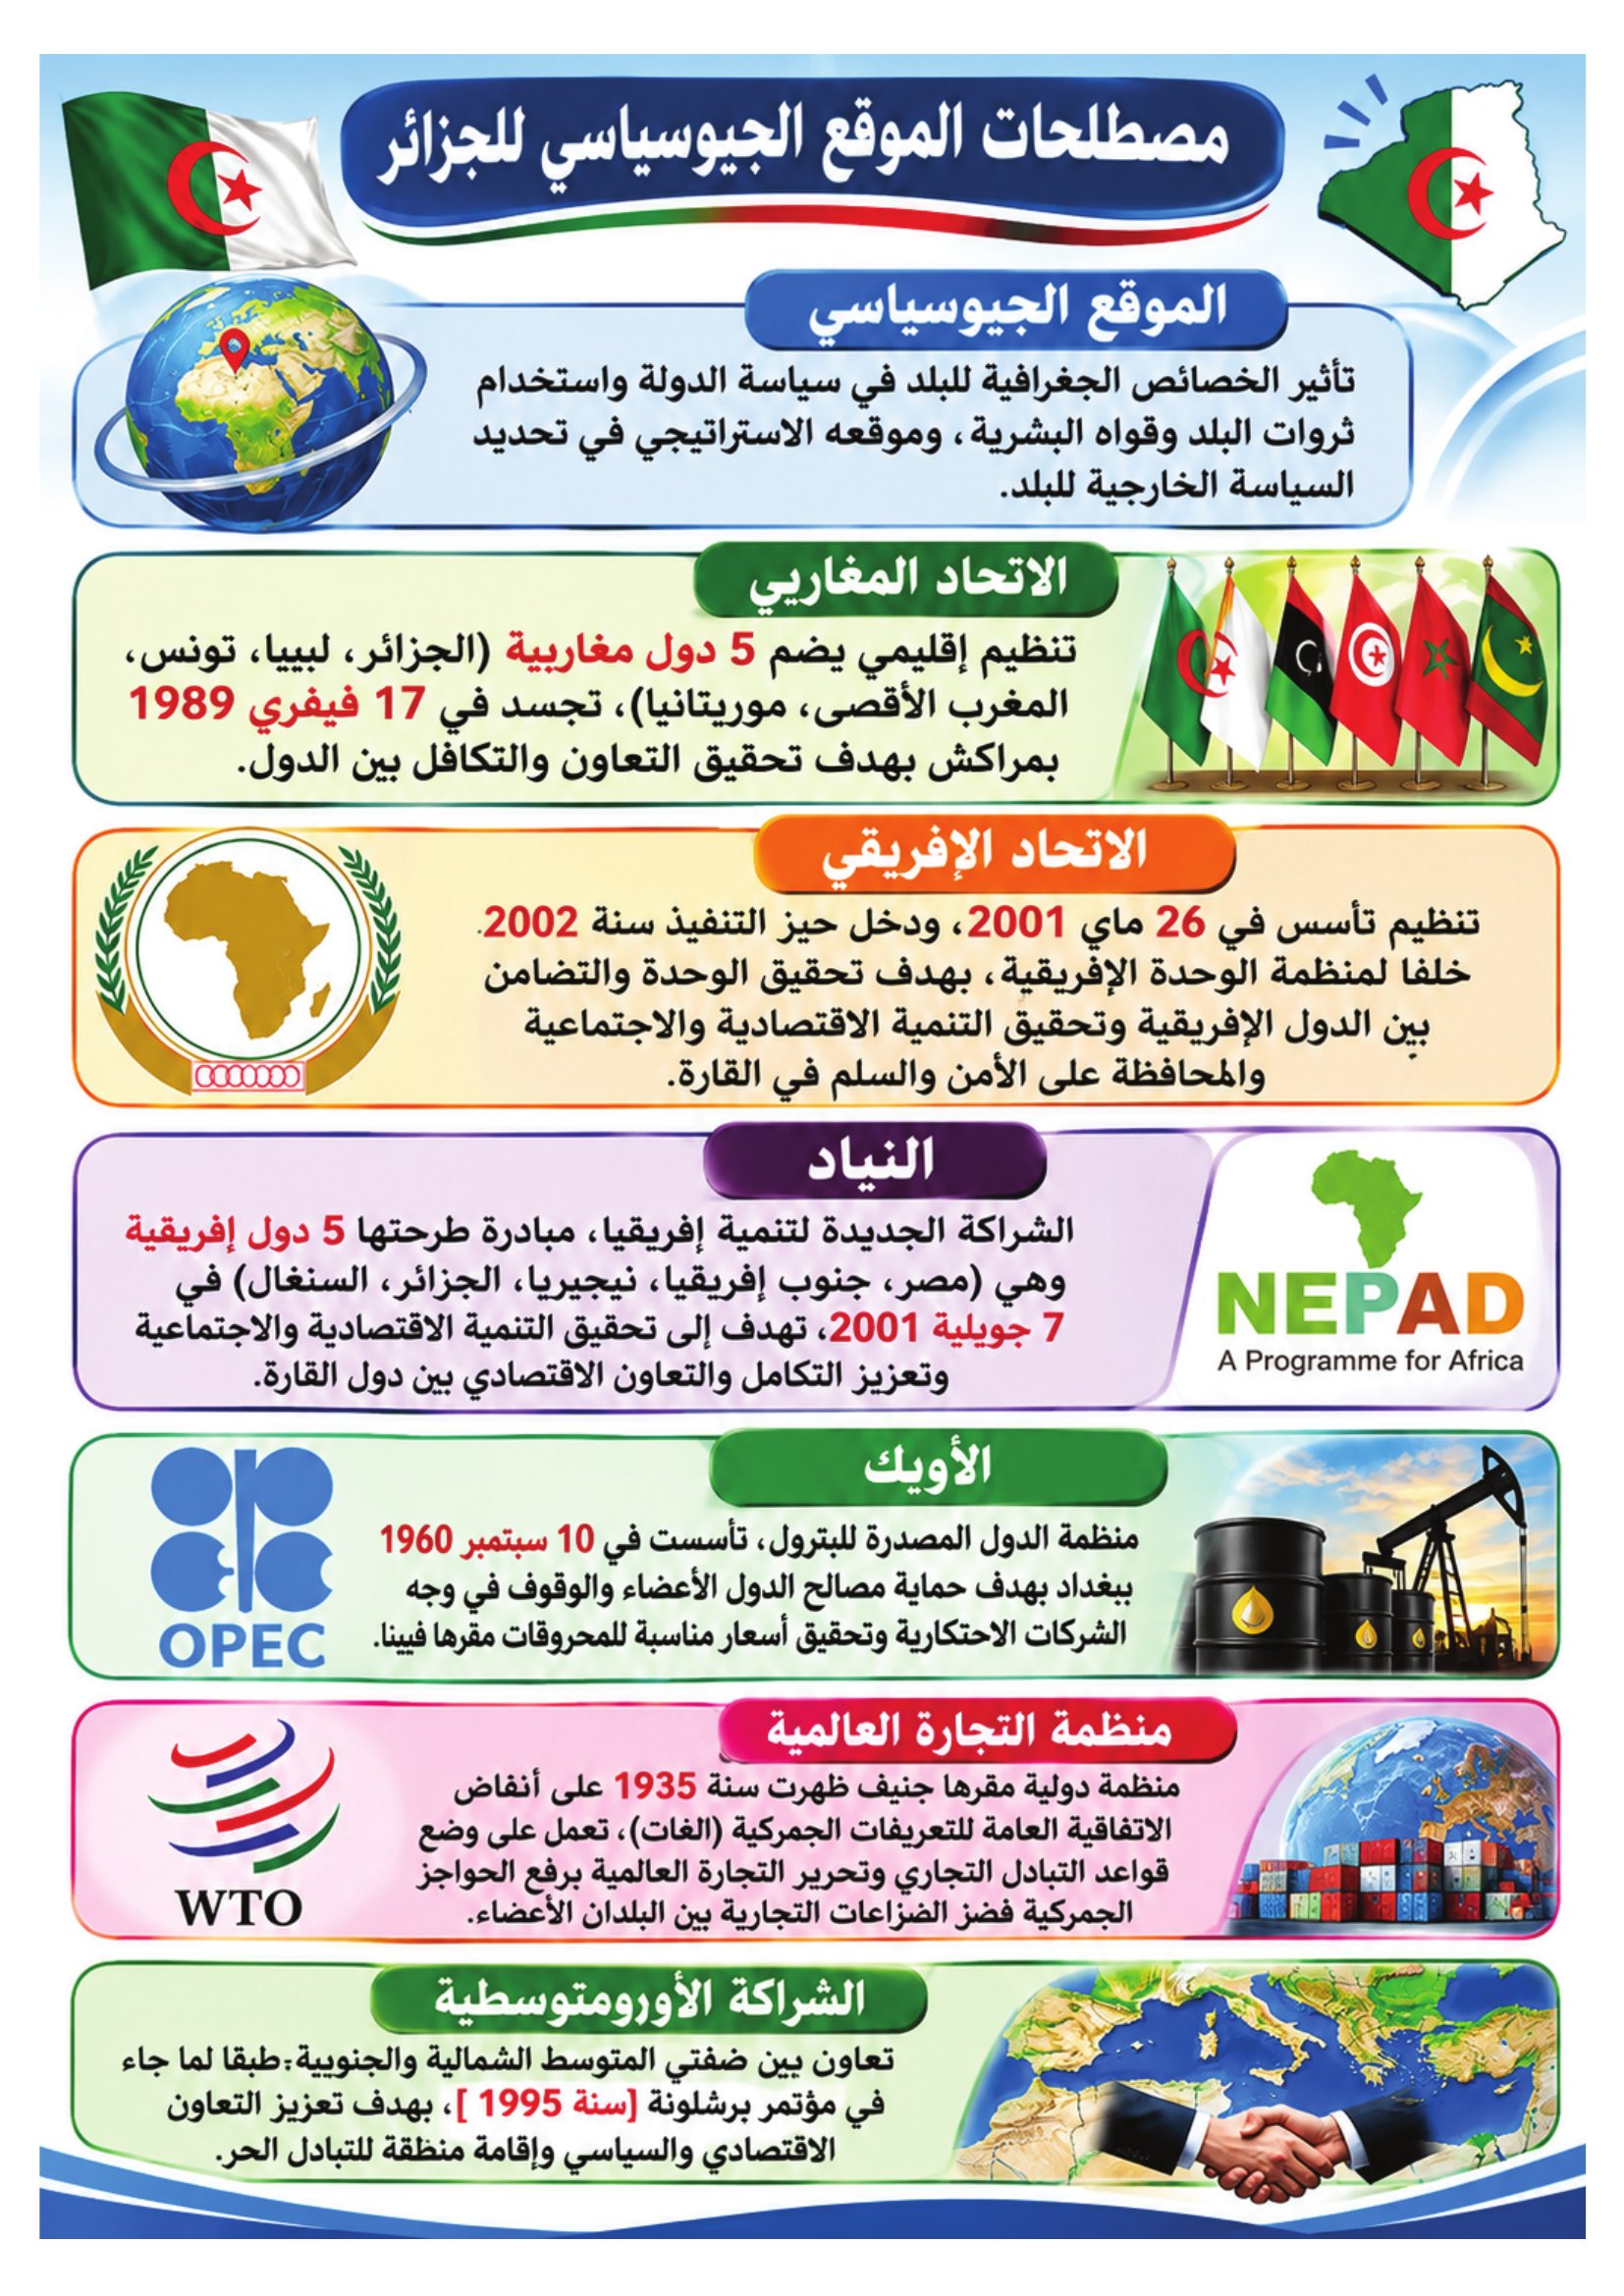 مصطلحات الموقع الجيوسياسي للجزائر
الموقع الجيوسياسي
تأثير الخصائص الجغرافية للبلد في سياسة الدولة واستخدام
ثروات البلد وقواه البشرية، وموقعه الاستراتيجي في تحديد
السياسة الخارجية للبلد.
الاتحاد المغاربي
تنظيم إقليمي يضم 5 دول مغاربية (الجزائر، ليبيا، تونس،
المغرب الأقصى، موريتانيا)، تجسد في 17 فيفري 1989
بمراكش بهدف تحقيق التعاون والتكافل بين الدول.
الاتحاد الإفريقي
تنظيم تأسس في 26 ماي 2001، ودخل حيز التنفيذ سنة 2002.
خلفا لمنظمة الوحدة الإفريقية، بهدف تحقيق الوحدة والتضامن
بين الدول الإفريقية وتحقيق التنمية الاقتصادية والاجتماعية
والمحافظة على الأمن والسلم في القارة.
النياد
الشراكة الجديدة لتنمية إفريقيا، مبادرة طرحتها 5 دول إفريقية
وهي (مصر، جنوب إفريقيا، نيجيريا، الجزائر، السنغال) في
7 جويلية 2001، تهدف إلى تحقيق التنمية الاقتصادية والاجتماعية
وتعزيز التكامل والتعاون الاقتصادي بين دول القارة.
NEPAD
A Programme for Africa
الأويك
منظمة الدول المصدرة للبترول، تأسست في 10 سبتمبر 1960
ببغداد بهدف حماية مصالح الدول الأعضاء والوقوف في وجه
الشركات الاحتكارية وتحقيق أسعار مناسبة للمحروقات مقرها فيينا.
OPEC
منظمة التجارة العالمية
منظمة دولية مقرها جنيف ظهرت سنة 1935 على أنفاض
الاتفاقية العامة للتعريفات الجمركية (الغات)، تعمل على وضع
قواعد التبادل التجاري وتحرير التجارة العالمية برفع الحواجز
الجمركية فضز الضزاعات التجارية بين البلدان الأعضاء.
WTO
الشراكة الأورومتوسطية
تعاون بين ضفتي المتوسط الشمالية والجنوبية:طبقا لما جاء
في مؤتمر برشلونة [سنة 1995 ]، بهدف تعزيز التعاون
الاقتصادي والسياسي وإقامة منظقة للتبادل الحر.